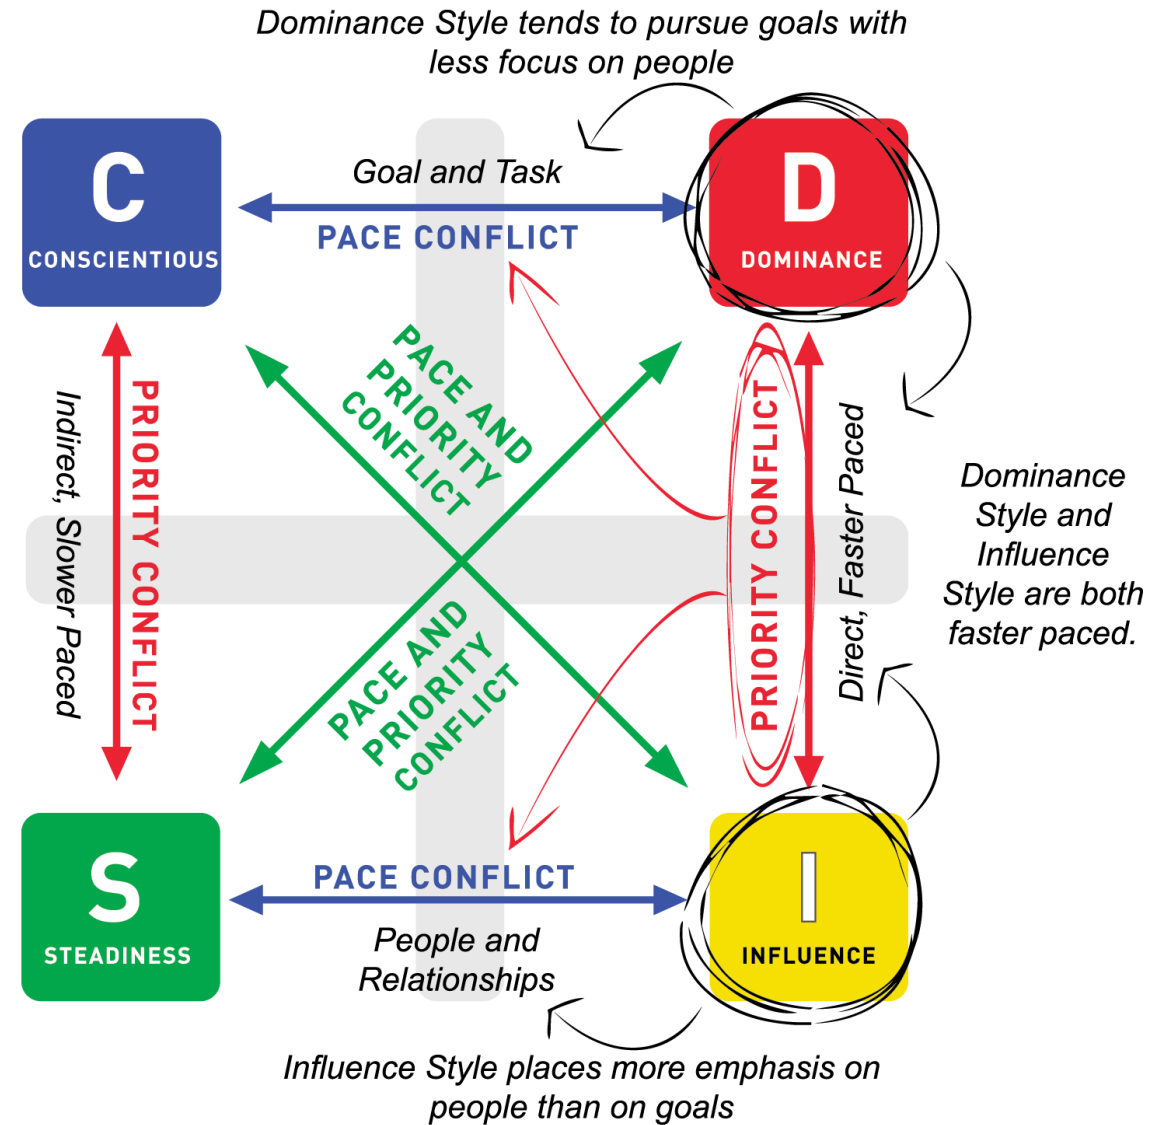 Dominance Style tends to pursue goals with
less focus on people
C
CONSCIENTIOUS
Goal and Task
PACE CONFLICT
D
DOMINANCE
PACE AND
PRIORITY
CONFLICT
Indirect, Slower Paced
PRIORITY CONFLICT
PRIORITY CONFLICT
Direct, Faster Paced
Dominance
Style and
Influence
Style are both
faster paced.
PACE AND
PRIORITY
CONFLICT
S
STEADINESS
PACE CONFLICT
People and
Relationships
I
INFLUENCE
Influence Style places more emphasis on
people than on goals